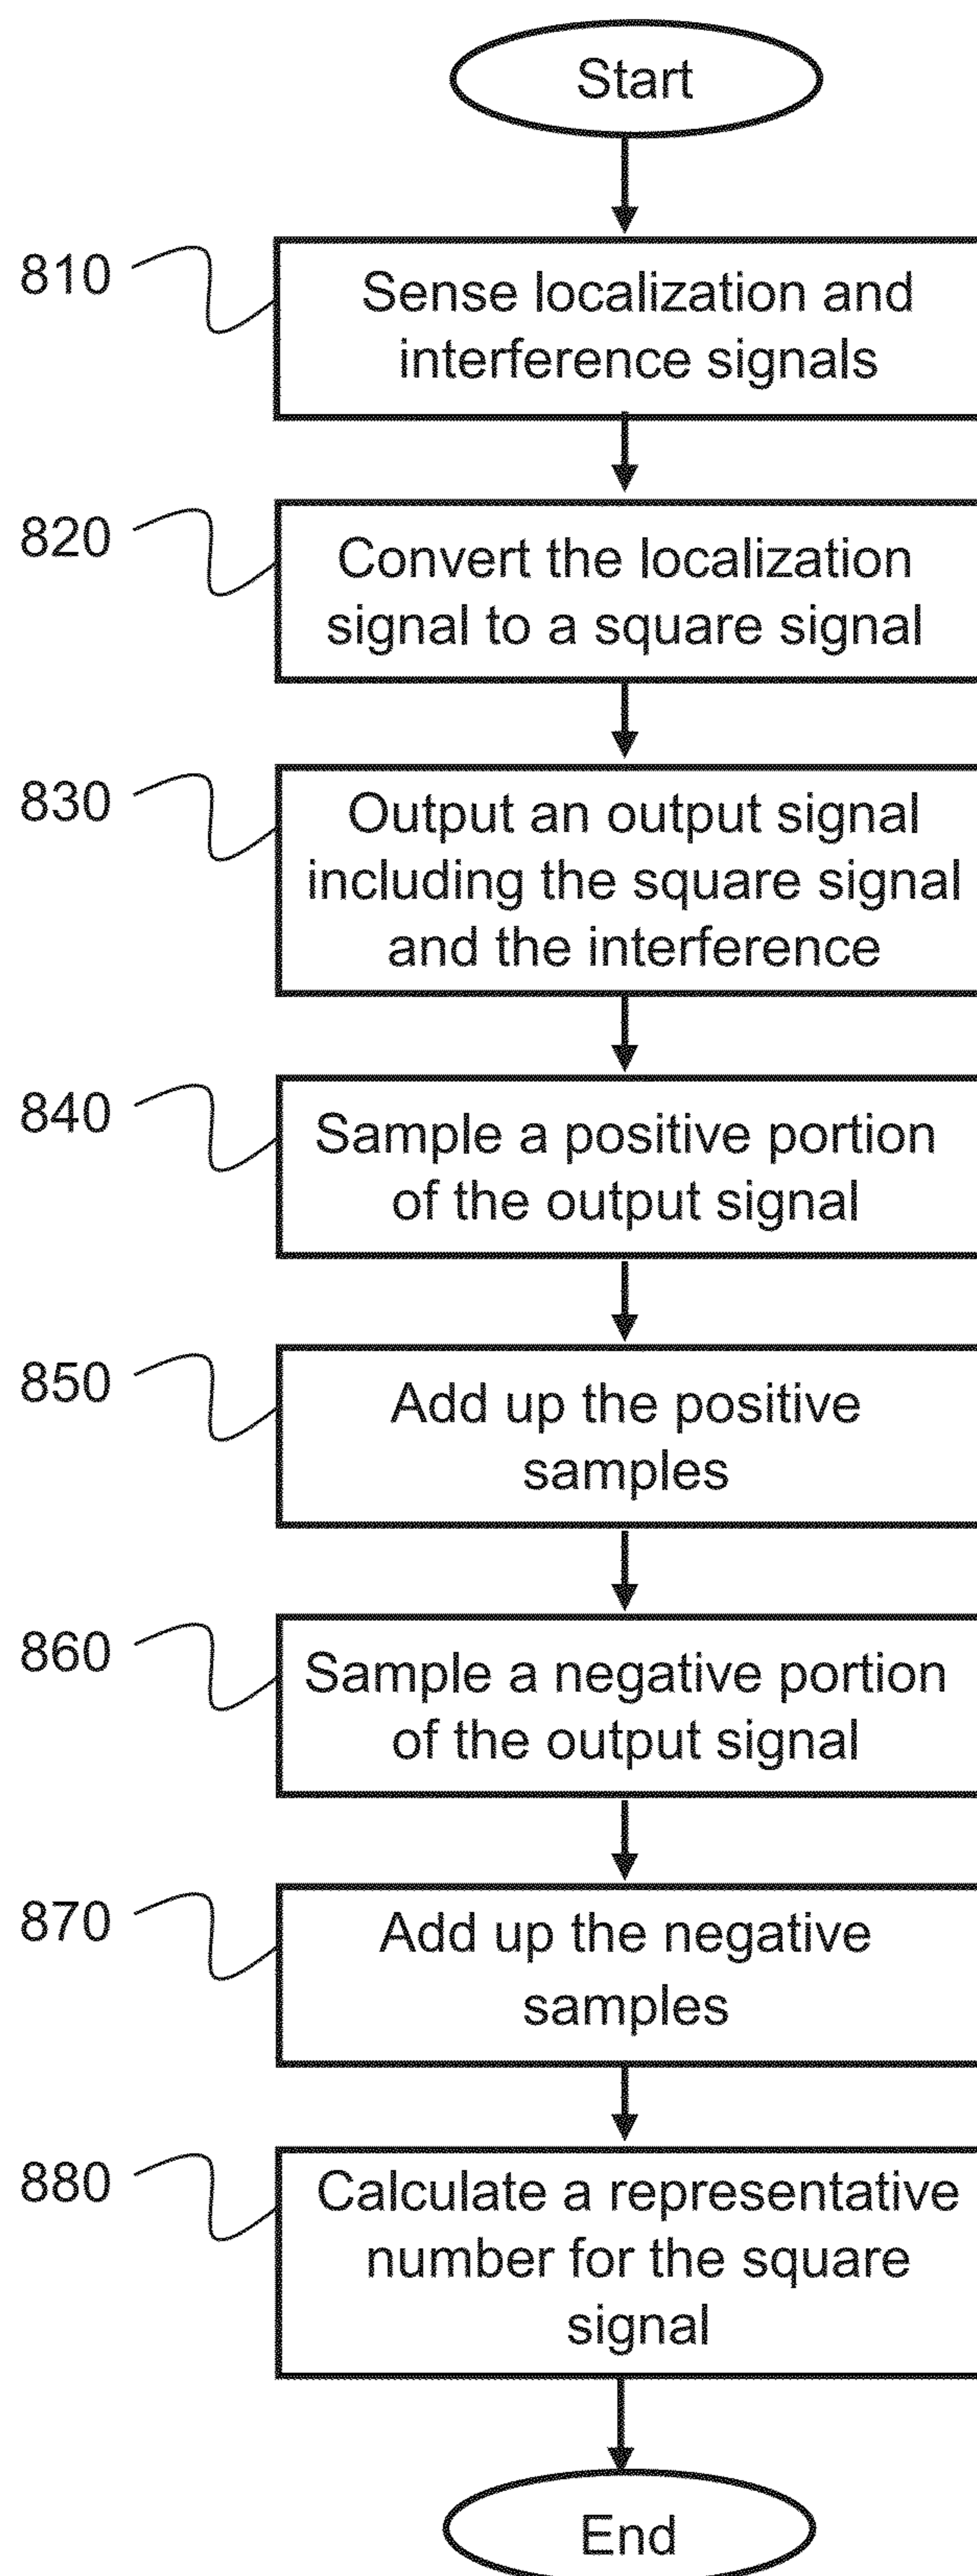 Start
810
Sense localization and
interference signals
820
Convert the localization
signal to a square signal
830
Output an output signal
including the square signal
and the interference
840
Sample a positive portion
of the output signal
850
Add up the positive
samples
860
Sample a negative portion
of the output signal
870
Add up the negative
samples
880
Calculate a representative
number for the square
signal
End